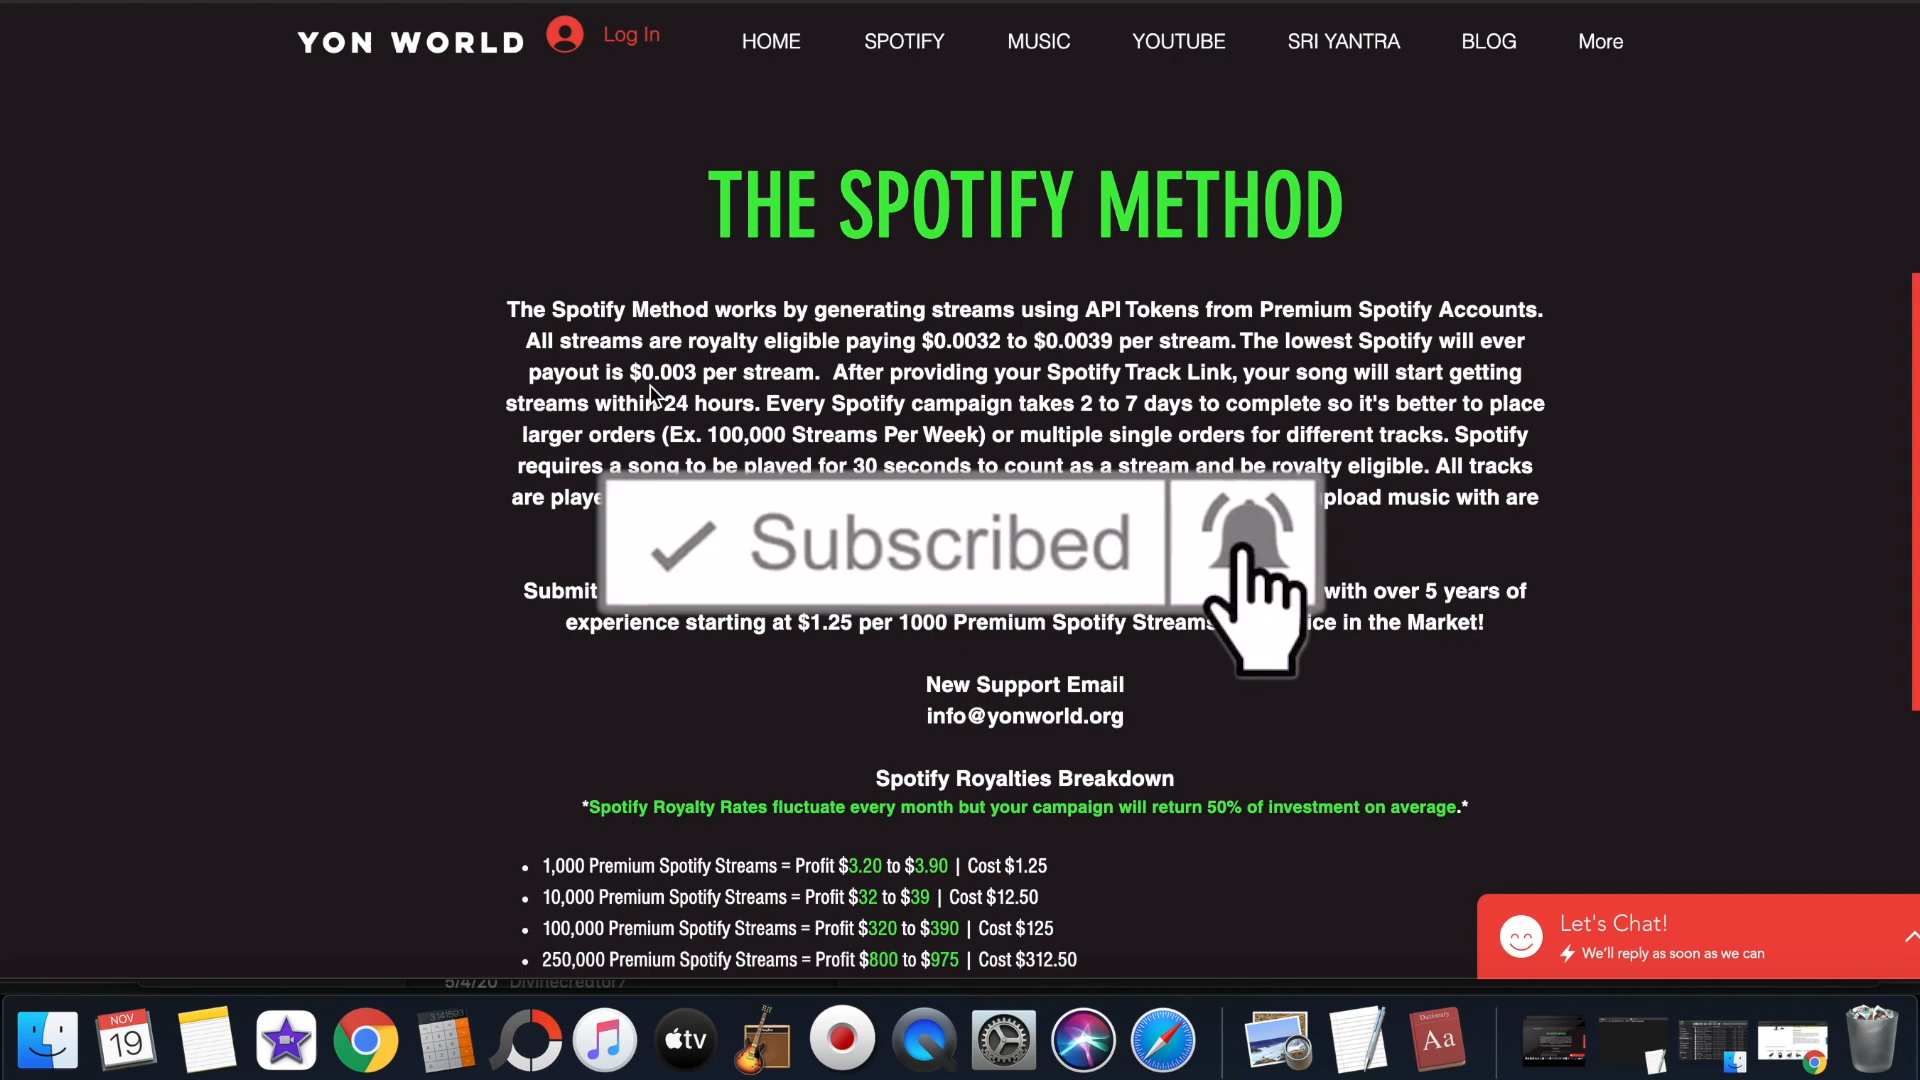 YON WORLD Log In HOME SPOTIFY MUSIC YOUTUBE SRI YANTRA BLOG More
THE SPOTIFY METHOD
The Spotify Method works by generating streams using API Tokens from Premium Spotify Accounts.
All streams are royalty eligible paying $0.0032 to $0.0039 per stream. The lowest Spotify will ever
payout is $0.003 per stream. After providing your Spotify Track Link, your song will start getting
streams within 24 hours. Every Spotify campaign takes 2 to 7 days to complete so it's better to place
larger orders (Ex. 100,000 Streams Per Week) or multiple single orders for different tracks. Spotify
requires a song to be played for 30 seconds to count as a stream and be royalty eligible. All tracks
are pload music with are
Subscribed
Submit with over 5 years of
experience starting at $1.25 per 1000 Premium Spotify Streams in the Market!
New Support Email
info@yonworld.org
Spotify Royalties Breakdown
*Spotify Royalty Rates fluctuate every month but your campaign will return 50% of investment on average.*
• 1,000 Premium Spotify Streams = Profit $3.20 to $3.90 | Cost $1.25
• 10,000 Premium Spotify Streams = Profit $32 to $39 | Cost $12.50
• 100,000 Premium Spotify Streams = Profit $320 to $390 | Cost $125
• 250,000 Premium Spotify Streams = Profit $800 to $975 | Cost $312.50
Let's Chat!
We'll reply as soon as we can
5/4/20 Divinecreator7
NOV
19
3.141593
tv
Dictionary
Aa